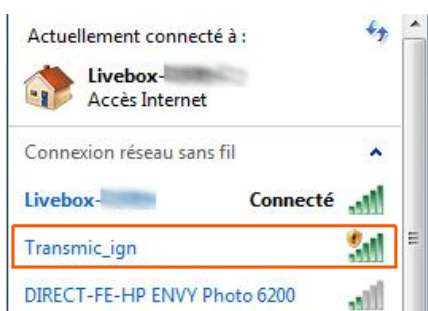 Actuellement connecté à :
Livebox-
Accès Internet
Connexion réseau sans fil
Livebox- Connecté
Transmic_ign
DIRECT-FE-HP ENVY Photo 6200